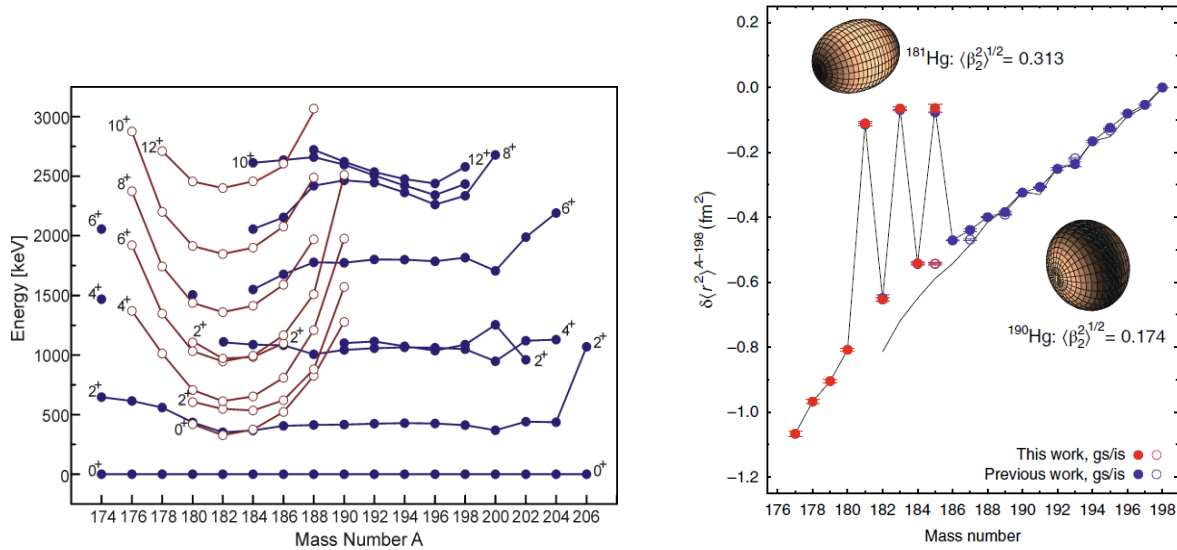 Energy [keV]
3000
2500
2000
1500
1000
500
0
10⁺
12⁺
10⁺
12⁺ 8⁺
8⁺
6⁺
6⁺
6⁺
4⁺
4⁺
2⁺ 2⁺ 4⁺ 2⁺
2⁺
2⁺
2⁺
0⁺
0⁺ 0⁺
174 176 178 180 182 184 186 188 190 192 194 196 198 200 202 204 206
Mass Number A
δ⟨r²⟩^A–198 (fm²)
0.2
0.0
−0.2
−0.4
−0.6
−0.8
−1.0
−1.2
¹⁸¹Hg: ⟨β₂²⟩^1/2 = 0.313
¹⁹⁰Hg: ⟨β₂²⟩^1/2 = 0.174
This work, gs/is
Previous work, gs/is
176 178 180 182 184 186 188 190 192 194 196 198
Mass number